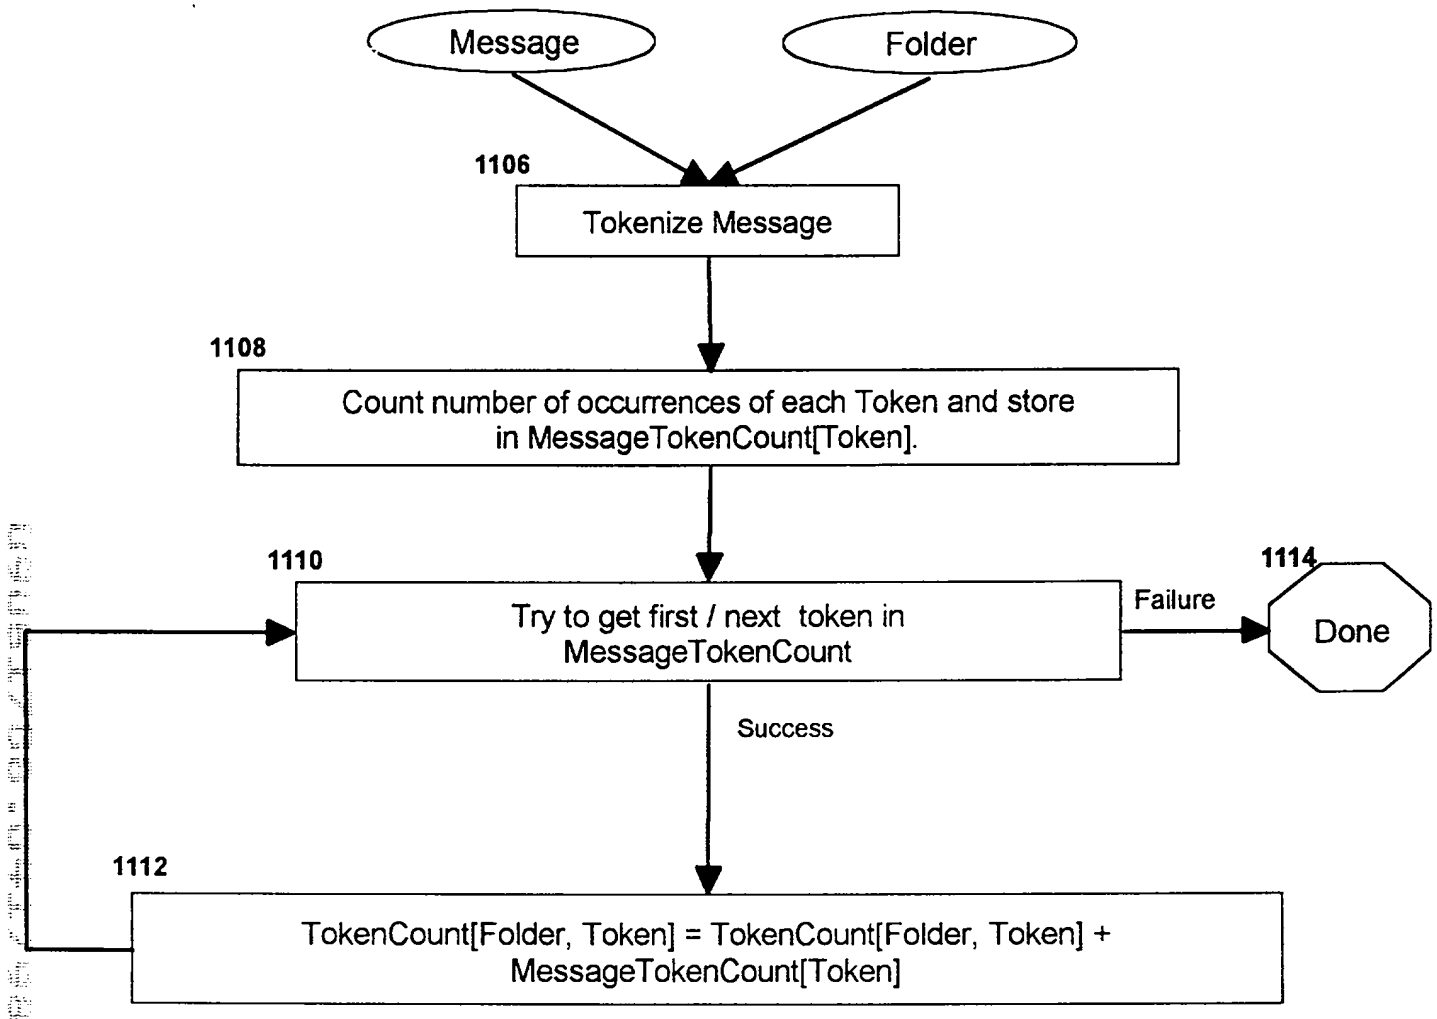 Message
Folder
1106
Tokenize Message
1108
Count number of occurrences of each Token and store
in MessageTokenCount[Token].
1110
Try to get first / next token in
MessageTokenCount
Failure
1114
Done
Success
1112
TokenCount[Folder, Token] = TokenCount[Folder, Token] +
MessageTokenCount[Token]